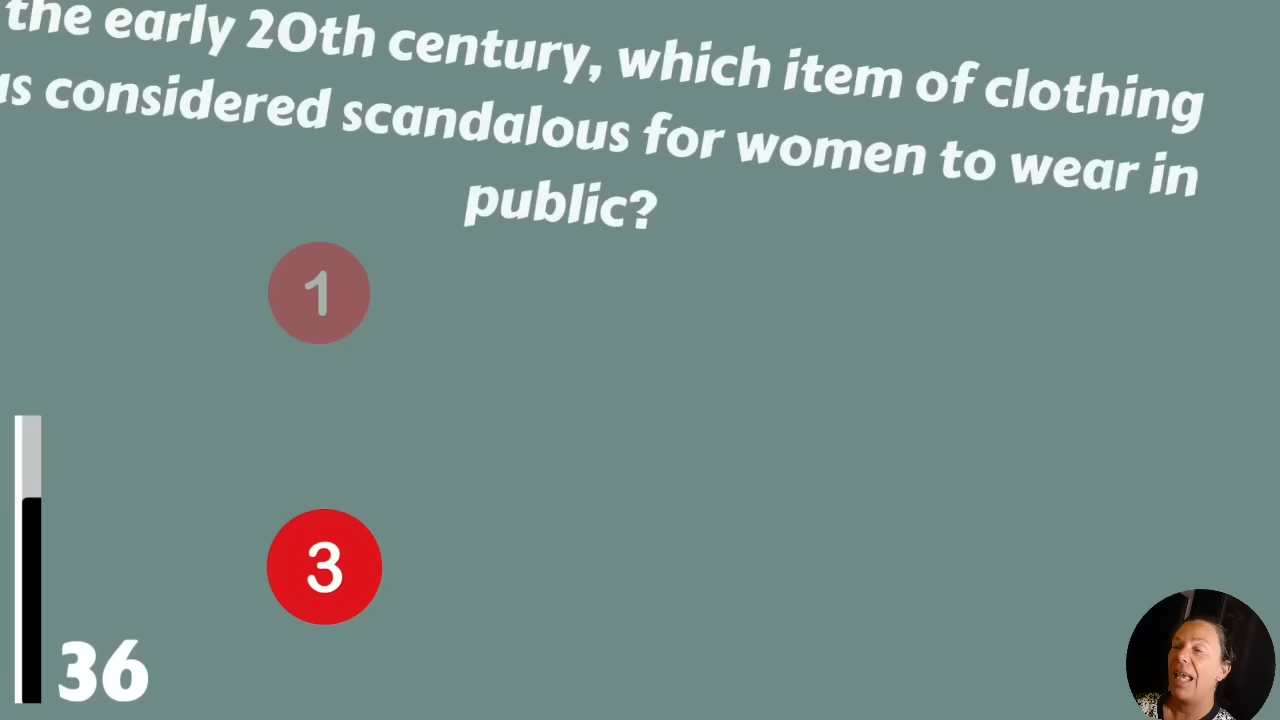 the early 20th century, which item of clothing
as considered scandalous for women to wear in
public?
1
3
36